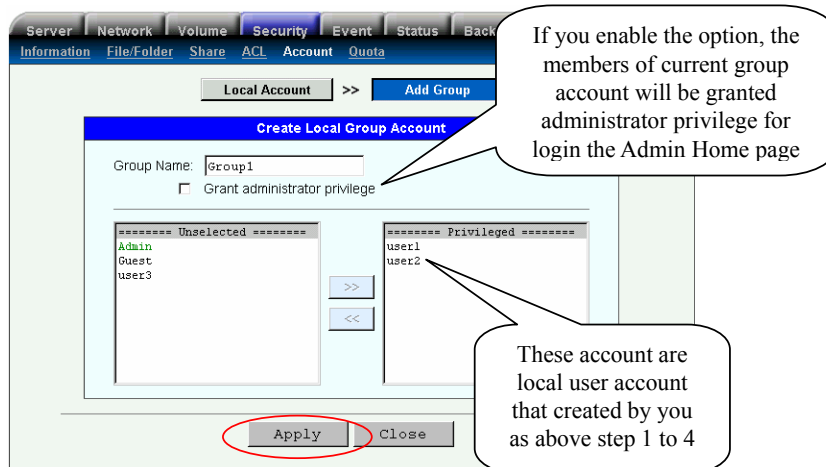 Server Network Volume Security Event Status Back
Information File/Folder Share ACL Account Quota
Local Account >> Add Group
Create Local Group Account
Group Name: Group1
Grant administrator privilege
======== Unselected ========
Admin
Guest
user3
>>
<<
======== Privileged ========
user1
user2
Apply Close
If you enable the option, the
members of current group
account will be granted
administrator privilege for
login the Admin Home page
These account are
local user account
that created by you
as above step 1 to 4